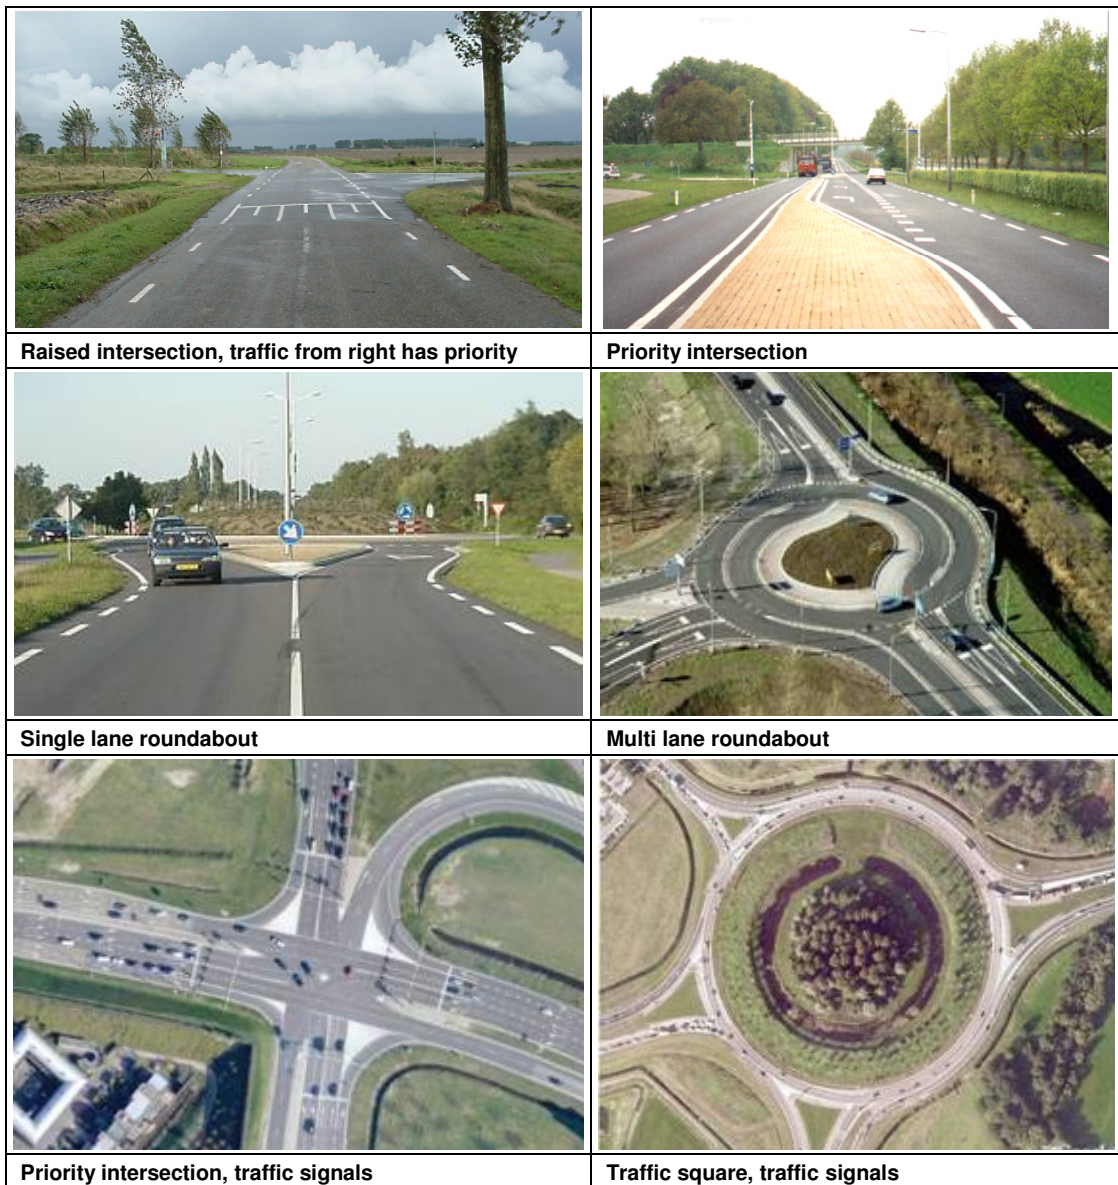 Raised intersection, traffic from right has priority
Priority intersection
Single lane roundabout
Multi lane roundabout
Priority intersection, traffic signals
Traffic square, traffic signals